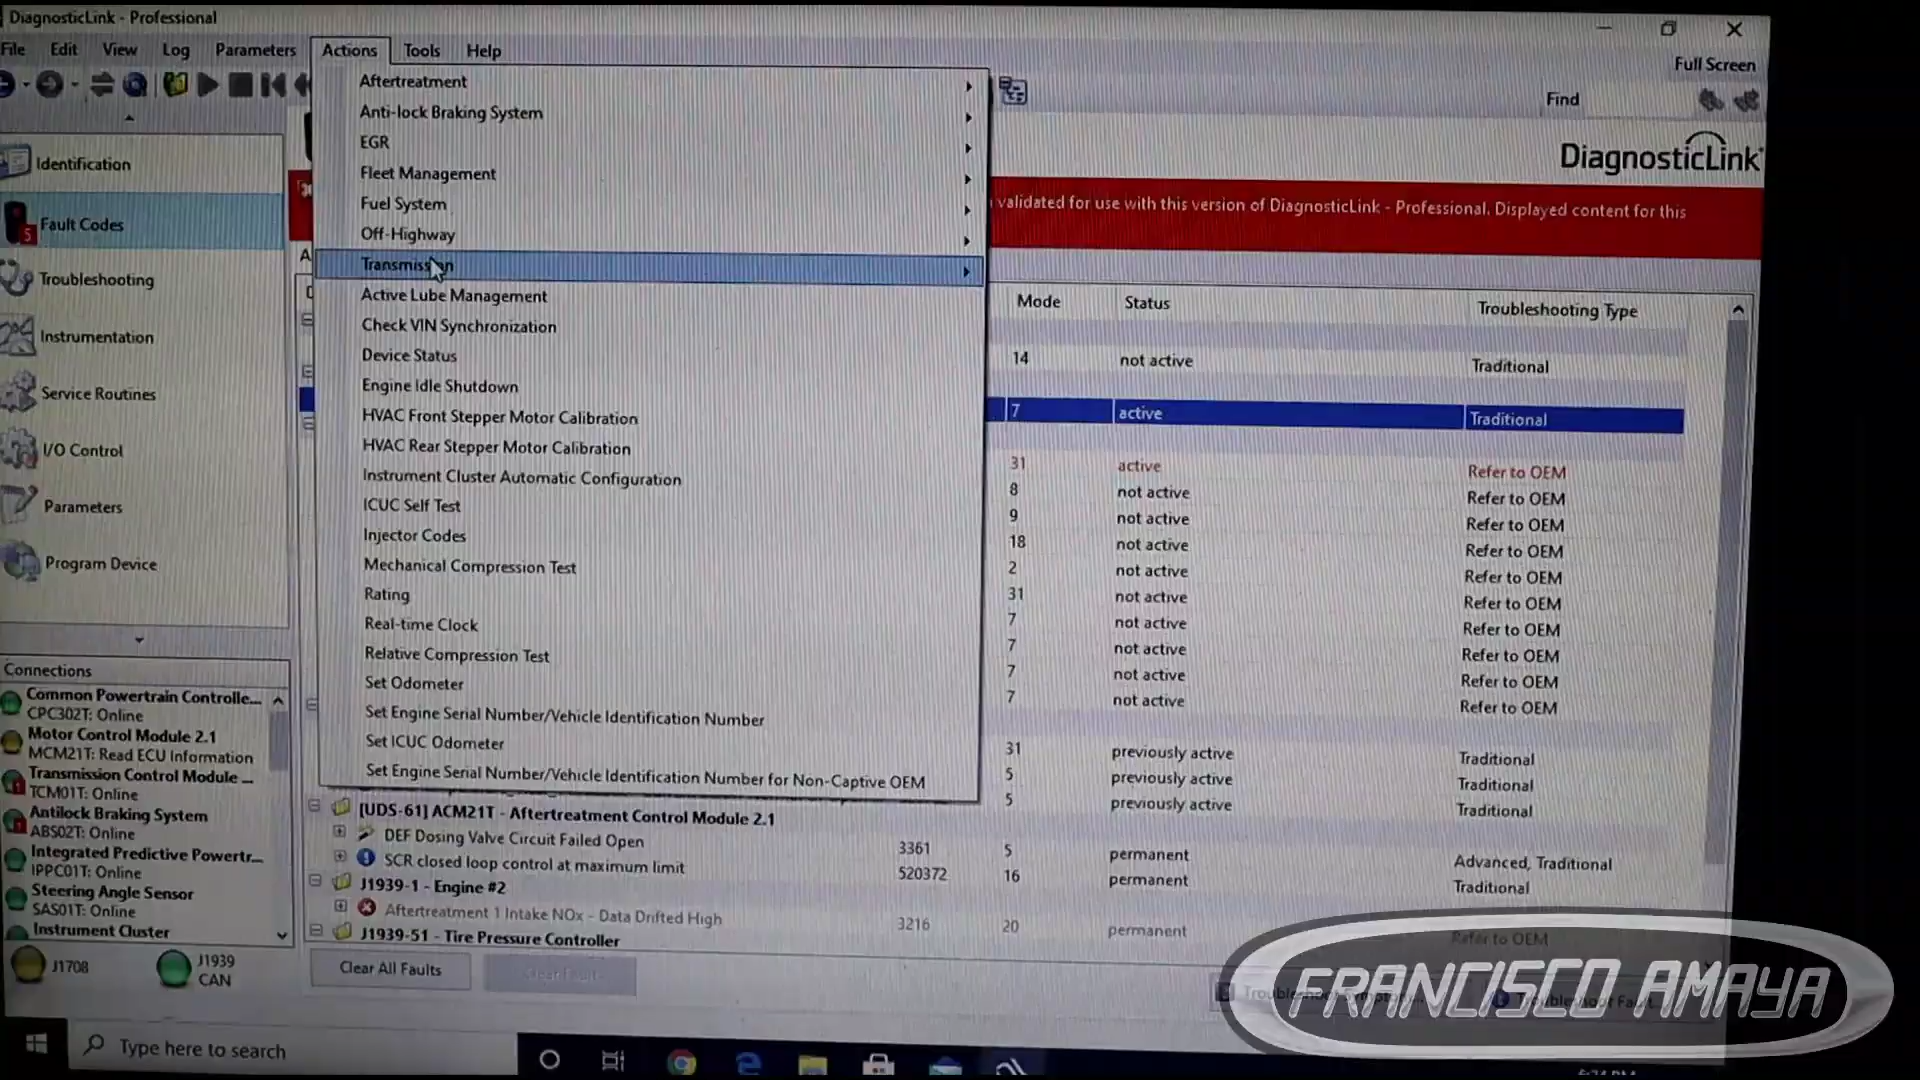 DiagnosticLink - Professional
File Edit View Log Parameters Actions Tools Help
Full Screen
Find
DiagnosticLink
Aftertreatment
Anti-lock Braking System
EGR
Fleet Management
Fuel System
Off-Highway
Transmission
Active Lube Management
Check VIN Synchronization
Device Status
Engine Idle Shutdown
HVAC Front Stepper Motor Calibration
HVAC Rear Stepper Motor Calibration
Instrument Cluster Automatic Configuration
ICUC Self Test
Injector Codes
Mechanical Compression Test
Rating
Real-time Clock
Relative Compression Test
Set Odometer
Set Engine Serial Number/Vehicle Identification Number
Set ICUC Odometer
Set Engine Serial Number/Vehicle Identification Number for Non-Captive OEM
Identification
5
Fault Codes
Troubleshooting
Instrumentation
Service Routines
I/O Control
Parameters
Program Device
validated for use with this version of DiagnosticLink - Professional. Displayed content for this
Mode Status Troubleshooting Type
14 not active Traditional
7 active Traditional
31 active Refer to OEM
8 not active Refer to OEM
9 not active Refer to OEM
18 not active Refer to OEM
2 not active Refer to OEM
31 not active Refer to OEM
7 not active Refer to OEM
7 not active Refer to OEM
7 not active Refer to OEM
7 not active Refer to OEM
31 previously active Traditional
5 previously active Traditional
5 previously active Traditional
[UDS-61] ACM21T - Aftertreatment Control Module 2.1
DEF Dosing Valve Circuit Failed Open 3361 5 permanent Advanced, Traditional
SCR closed loop control at maximum limit 520372 16 permanent Traditional
J1939-1 - Engine #2
Aftertreatment 1 Intake NOx - Data Drifted High 3216 20 permanent Refer to OEM
J1939-51 - Tire Pressure Controller
Clear All Faults
Connections
Common Powertrain Controlle...
CPC302T: Online
Motor Control Module 2.1
MCM21T: Read ECU Information
Transmission Control Module ...
TCM01T: Online
Antilock Braking System
ABS02T: Online
Integrated Predictive Powertr...
IPPC01T: Online
Steering Angle Sensor
SAS01T: Online
Instrument Cluster
J1708
J1939
CAN
FRANCISCO AMAYA
Type here to search